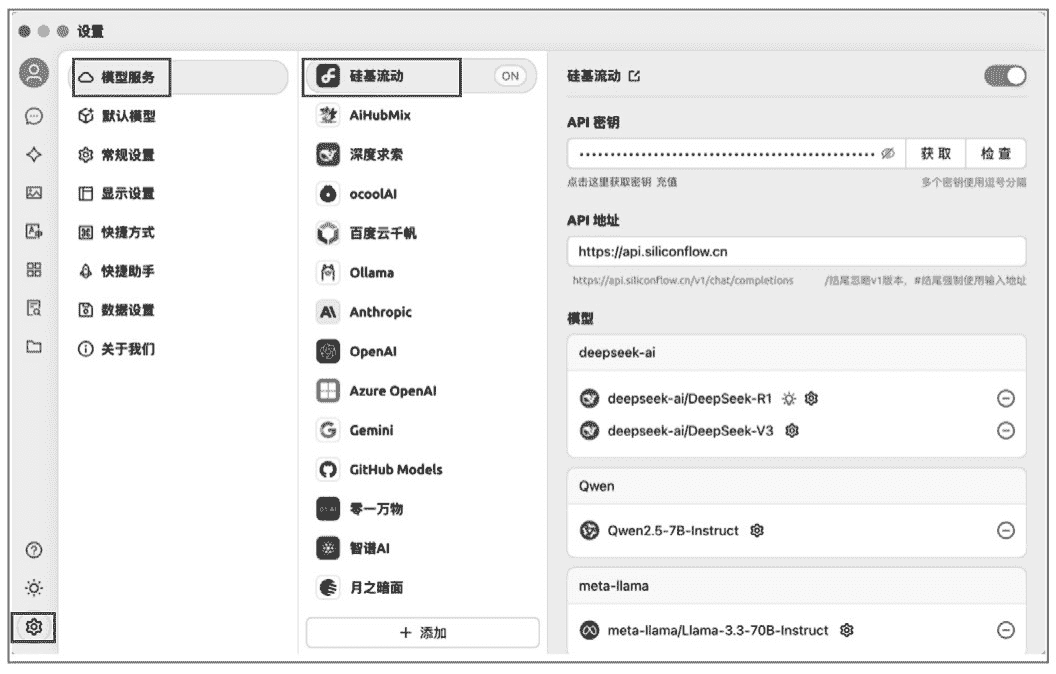 设置
模型服务
默认模型
常规设置
显示设置
快捷方式
快捷助手
数据设置
关于我们
硅基流动 ON
AiHubMix
深度求索
ocoolAI
百度云千帆
Ollama
Anthropic
OpenAI
Azure OpenAI
Gemini
GitHub Models
零一万物
智谱AI
月之暗面
+ 添加
硅基流动
API 密钥
获取 检查
点击这里获取密钥 充值 多个密钥使用逗号分隔
API 地址
https://api.siliconflow.cn
https://api.siliconflow.cn/v1/chat/completions /结尾忽略v1版本，#结尾强制使用输入地址
模型
deepseek-ai
deepseek-ai/DeepSeek-R1
deepseek-ai/DeepSeek-V3
Qwen
Qwen2.5-7B-Instruct
meta-llama
meta-llama/Llama-3.3-70B-Instruct